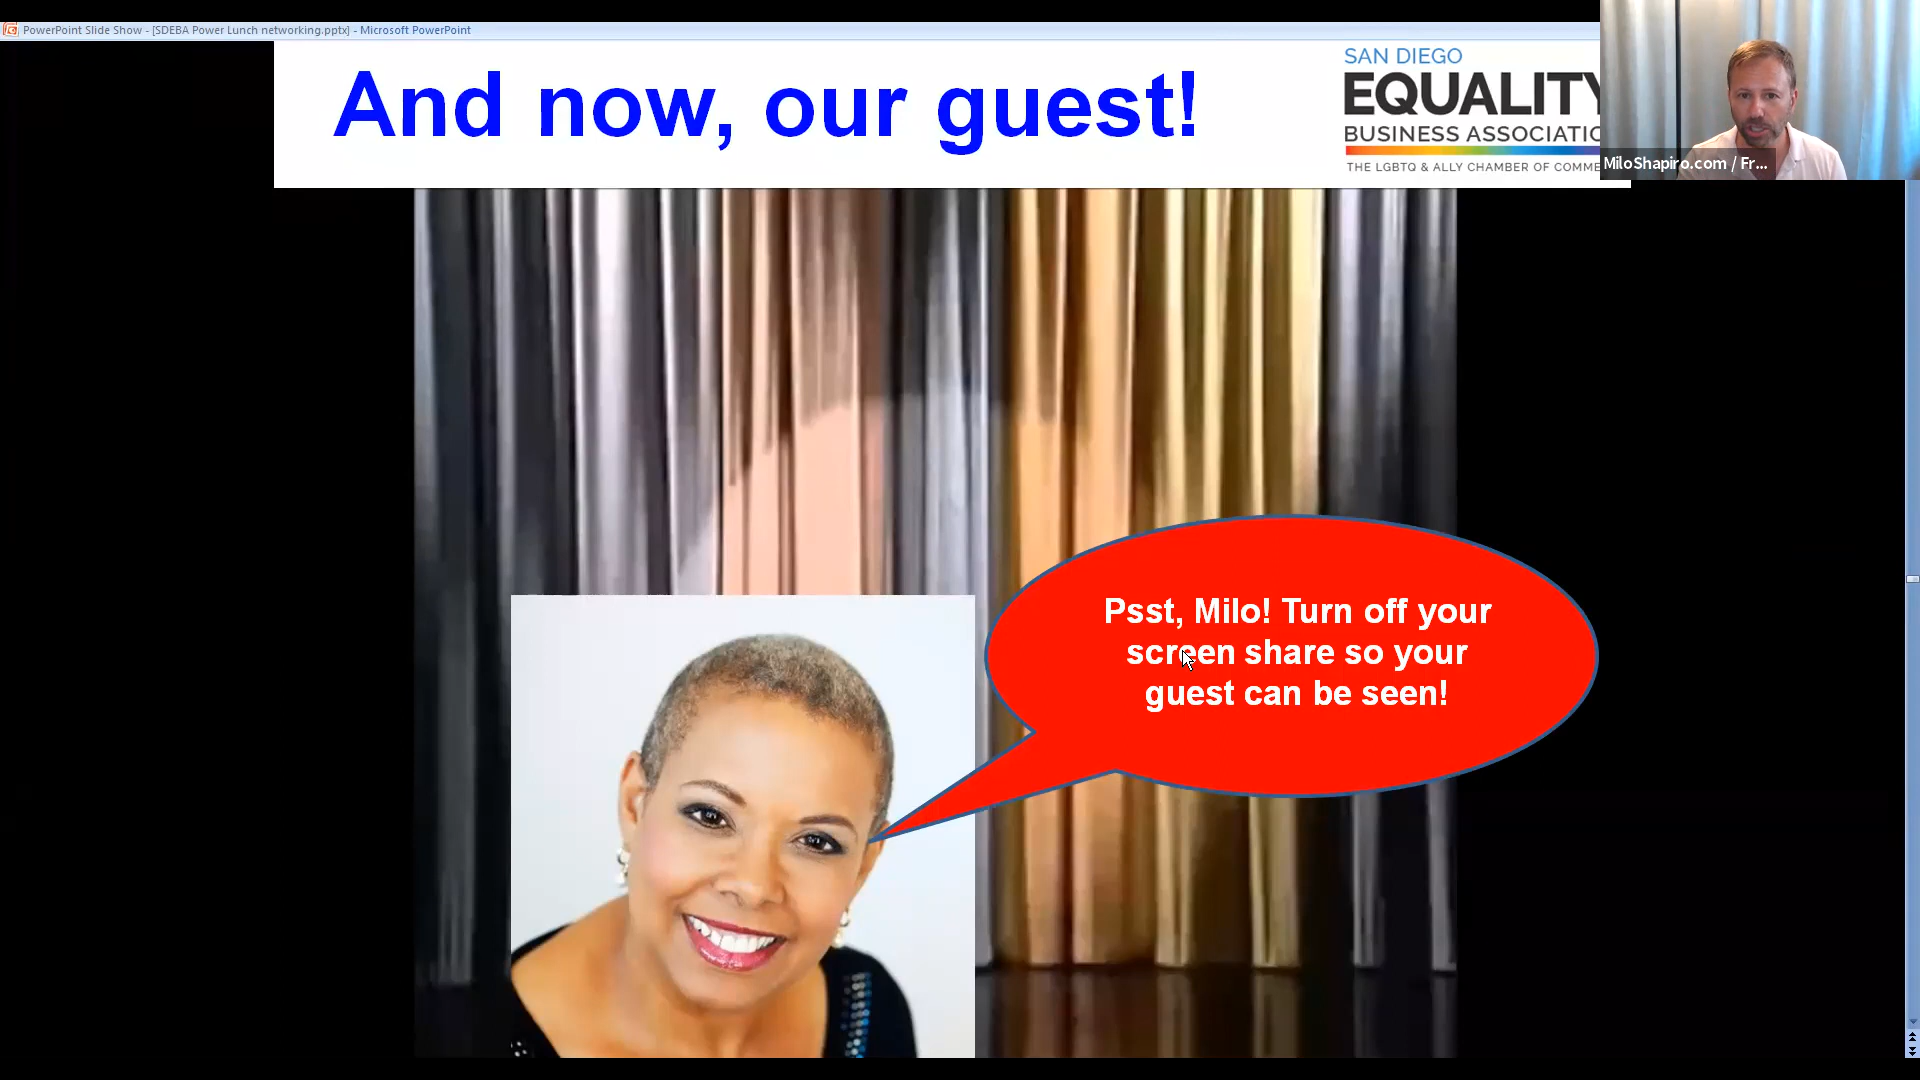 PowerPoint Slide Show - [SDEBA Power Lunch networking.pptx] - Microsoft PowerPoint
And now, our guest!
SAN DIEGO
EQUALITY
BUSINESS ASSOCIATIO
THE LGBTQ & ALLY CHAMBER OF COMME
MiloShapiro.com / Fr...
Psst, Milo! Turn off your
screen share so your
guest can be seen!